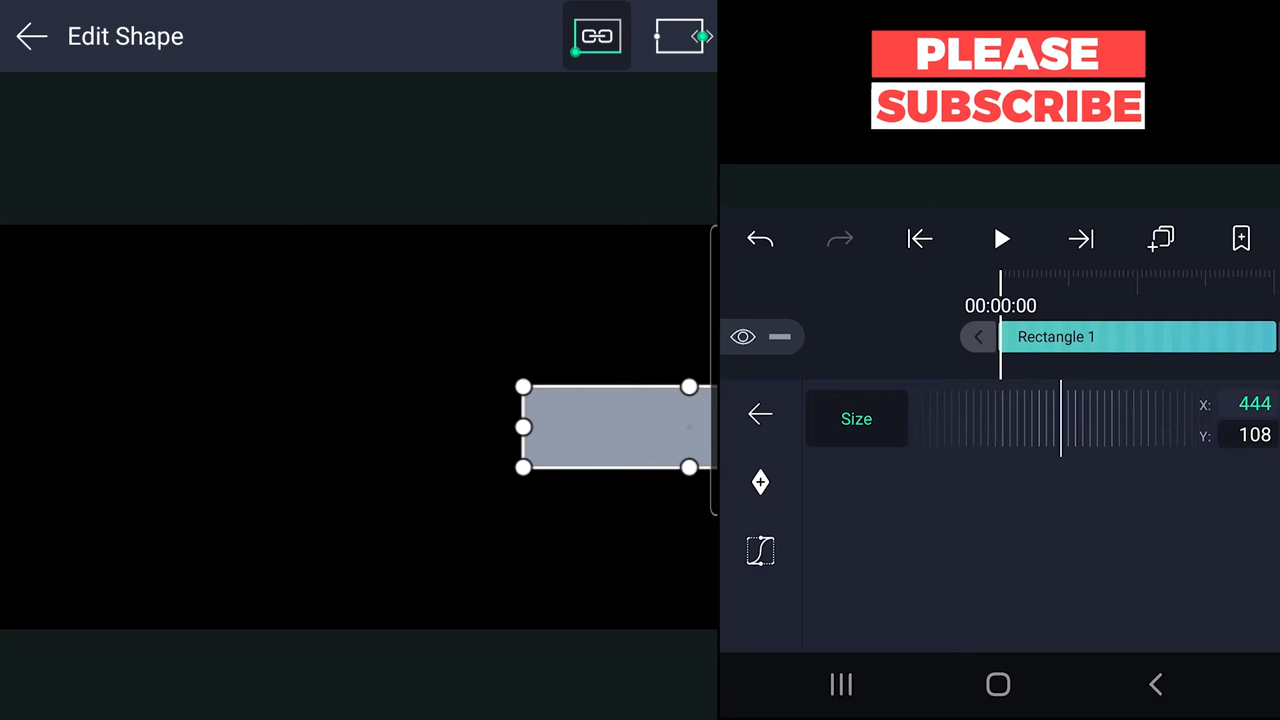 Edit Shape
PLEASE
SUBSCRIBE
00:00:00
Rectangle 1
Size
X: 444
Y: 108